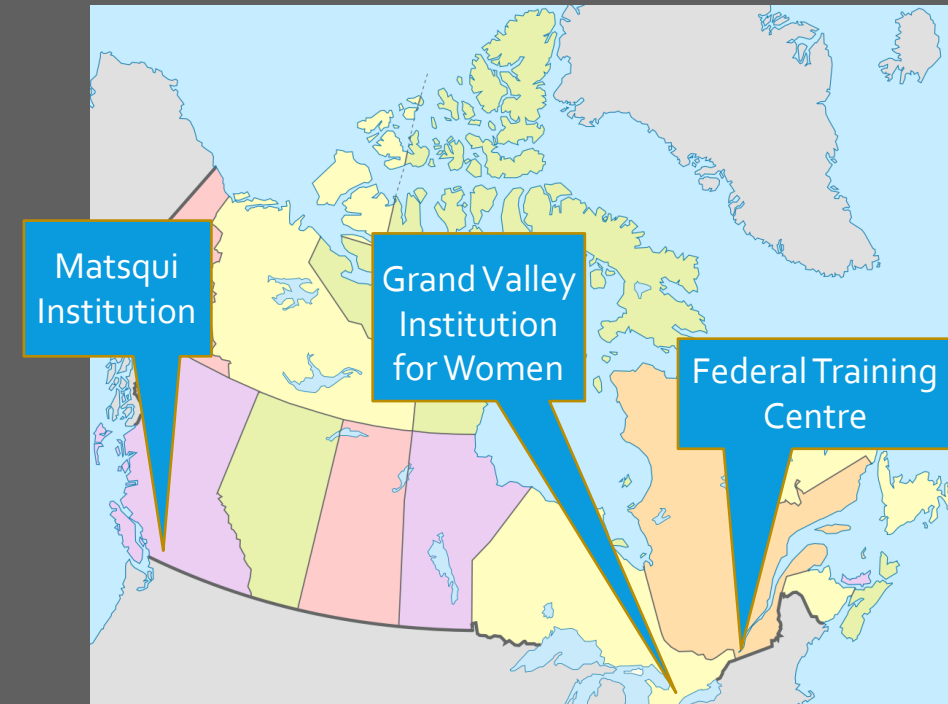 Matsqui
Institution
Grand Valley
Institution
for Women
Federal Training
Centre